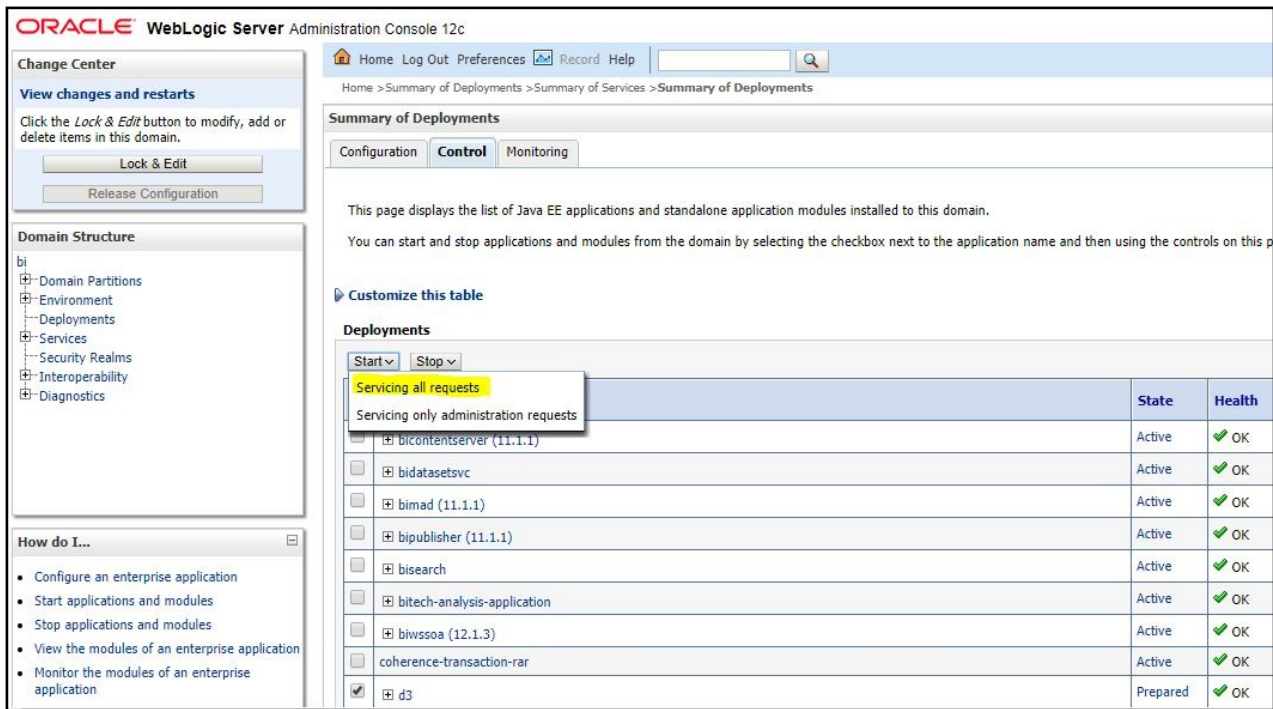 ORACLE WebLogic Server Administration Console 12c
Change Center
View changes and restarts
Click the Lock & Edit button to modify, add or
delete items in this domain.
Lock & Edit
Release Configuration
Domain Structure
bi
Domain Partitions
Environment
Deployments
Services
Security Realms
Interoperability
Diagnostics
How do I...
• Configure an enterprise application
• Start applications and modules
• Stop applications and modules
• View the modules of an enterprise application
• Monitor the modules of an enterprise
application
Home Log Out Preferences Record Help
Home >Summary of Deployments >Summary of Services >Summary of Deployments
Summary of Deployments
Configuration Control Monitoring
This page displays the list of Java EE applications and standalone application modules installed to this domain.
You can start and stop applications and modules from the domain by selecting the checkbox next to the application name and then using the controls on this p
Customize this table
Deployments
Start Stop
Servicing all requests
Servicing only administration requests
State Health
bicontentserver (11.1.1) Active OK
bidatasetsvc Active OK
bimad (11.1.1) Active OK
bipublisher (11.1.1) Active OK
bisearch Active OK
bitech-analysis-application Active OK
biwssoa (12.1.3) Active OK
coherence-transaction-rar Active OK
d3 Prepared OK